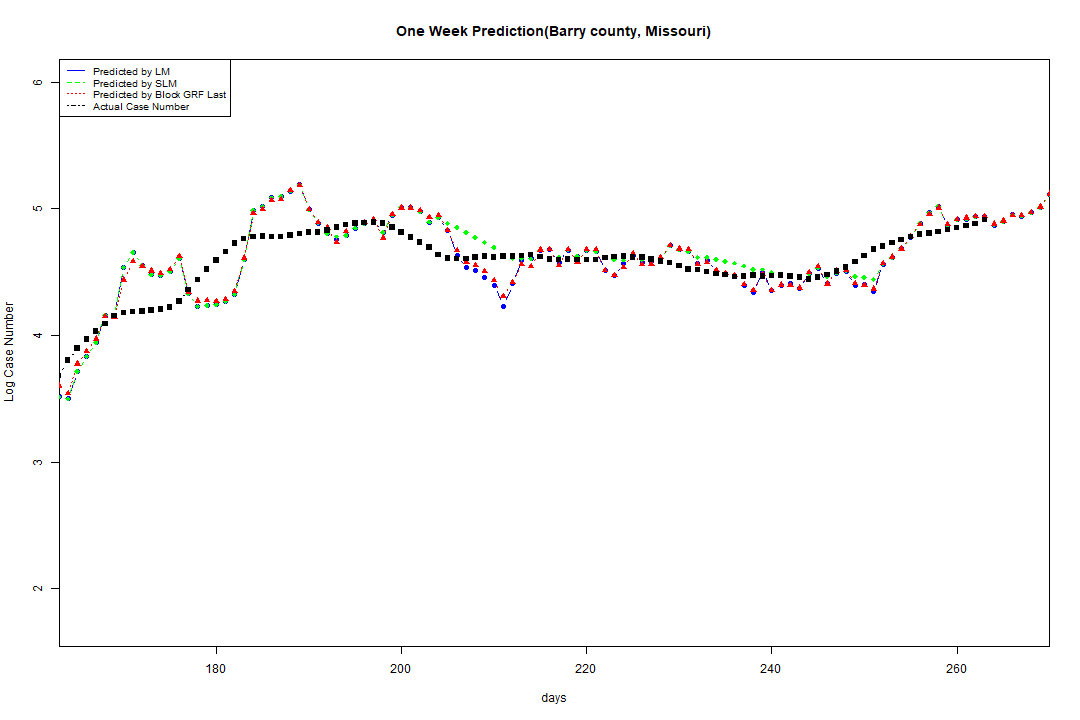 One Week Prediction(Barry county, Missouri)
Predicted by LM
Predicted by SLM
Predicted by Block GRF Last
Actual Case Number
6
5
4
3
2
Log Case Number
180 200 220 240 260
days